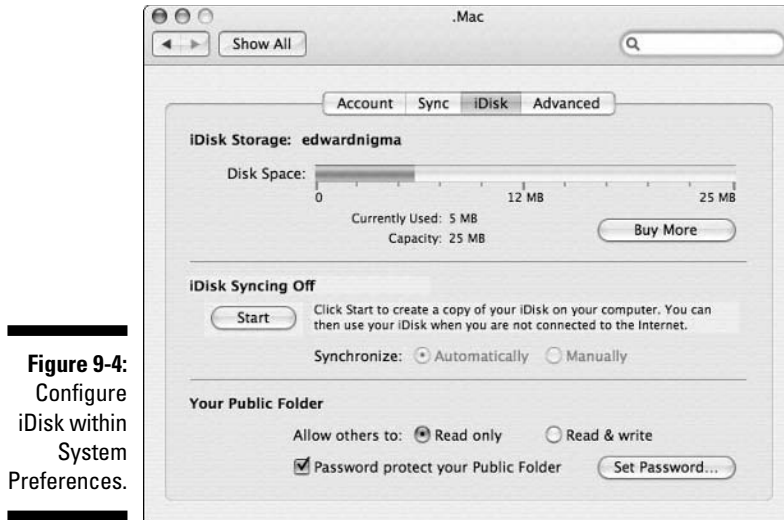 .Mac
Show All
Account Sync iDisk Advanced
iDisk Storage: edwardnigma
Disk Space:
0 12 MB 25 MB
Currently Used: 5 MB
Capacity: 25 MB
Buy More
iDisk Syncing Off
Start
Click Start to create a copy of your iDisk on your computer. You can
then use your iDisk when you are not connected to the Internet.
Synchronize: Automatically Manually
Your Public Folder
Allow others to: Read only Read & write
Password protect your Public Folder Set Password...
Figure 9-4:
Configure
iDisk within
System
Preferences.